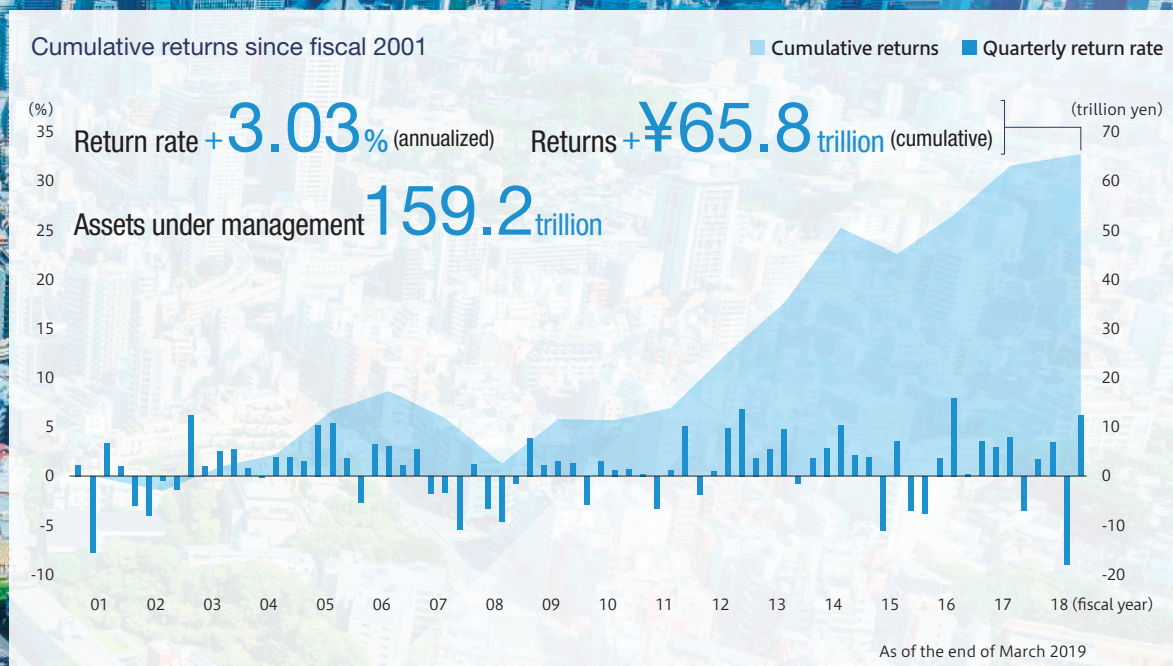 Cumulative returns since fiscal 2001
Cumulative returns Quarterly return rate
(%) (trillion yen)
Return rate +3.03% (annualized) Returns +¥65.8 trillion (cumulative)
Assets under management 159.2 trillion
35 70
30 60
25 50
20 40
15 30
10 20
5 10
0 0
-5 -10
-10 -20
01 02 03 04 05 06 07 08 09 10 11 12 13 14 15 16 17 18 (fiscal year)
As of the end of March 2019